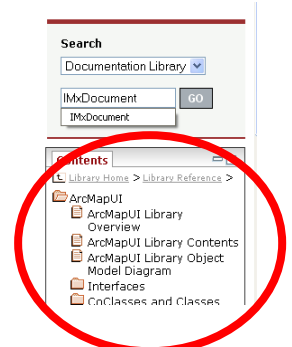 Search
Documentation Library
IMxDocument GO
IMxDocument
Contents
Library Home > Library Reference >
ArcMapUI
ArcMapUI Library
Overview
ArcMapUI Library Contents
ArcMapUI Library Object
Model Diagram
Interfaces
CoClasses and Classes